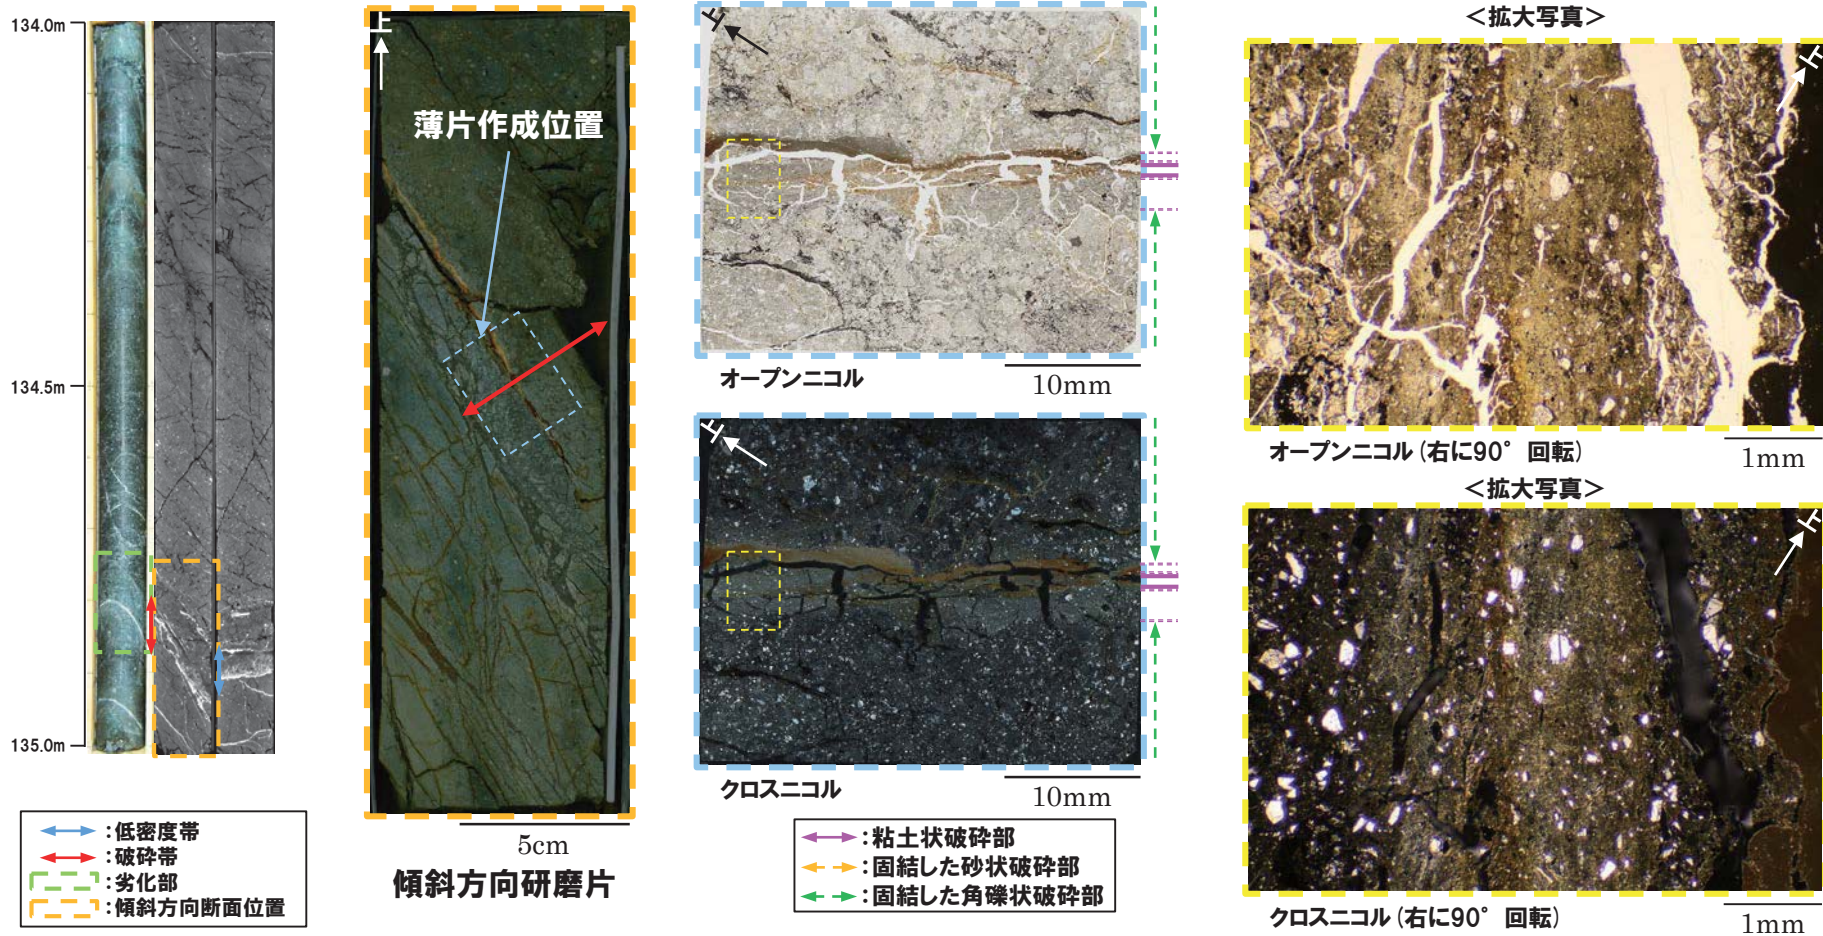 134.0m
134.5m
135.0m
:低密度帯
:破砕帯
:劣化部
:傾斜方向断面位置
上
薄片作成位置
5cm
傾斜方向研磨片
上
オープンニコル
10mm
上
クロスニコル
10mm
:粘土状破砕部
:固結した砂状破砕部
:固結した角礫状破砕部
<拡大写真>
上
オープンニコル(右に90° 回転)
1mm
<拡大写真>
上
クロスニコル(右に90° 回転)
1mm